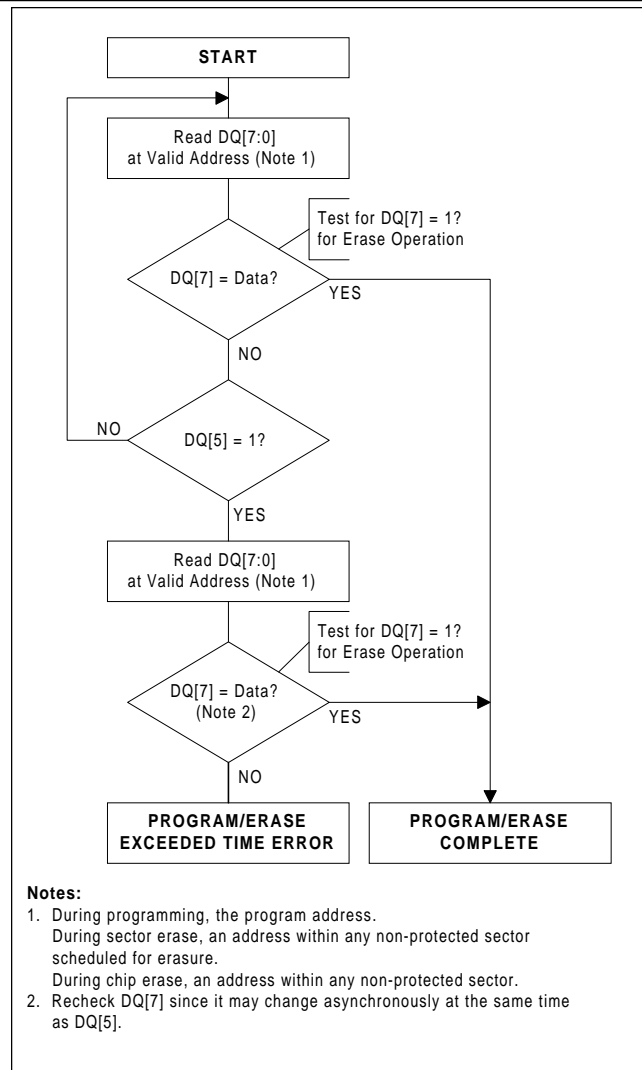 START
Read DQ[7:0]
at Valid Address (Note 1)
Test for DQ[7] = 1?
for Erase Operation
DQ[7] = Data?
YES
NO
NO
DQ[5] = 1?
YES
Read DQ[7:0]
at Valid Address (Note 1)
Test for DQ[7] = 1?
for Erase Operation
DQ[7] = Data?
(Note 2)
YES
NO
PROGRAM/ERASE
EXCEEDED TIME ERROR
PROGRAM/ERASE
COMPLETE
Notes:
1. During programming, the program address.
During sector erase, an address within any non-protected sector
scheduled for erasure.
During chip erase, an address within any non-protected sector.
2. Recheck DQ[7] since it may change asynchronously at the same time
as DQ[5].